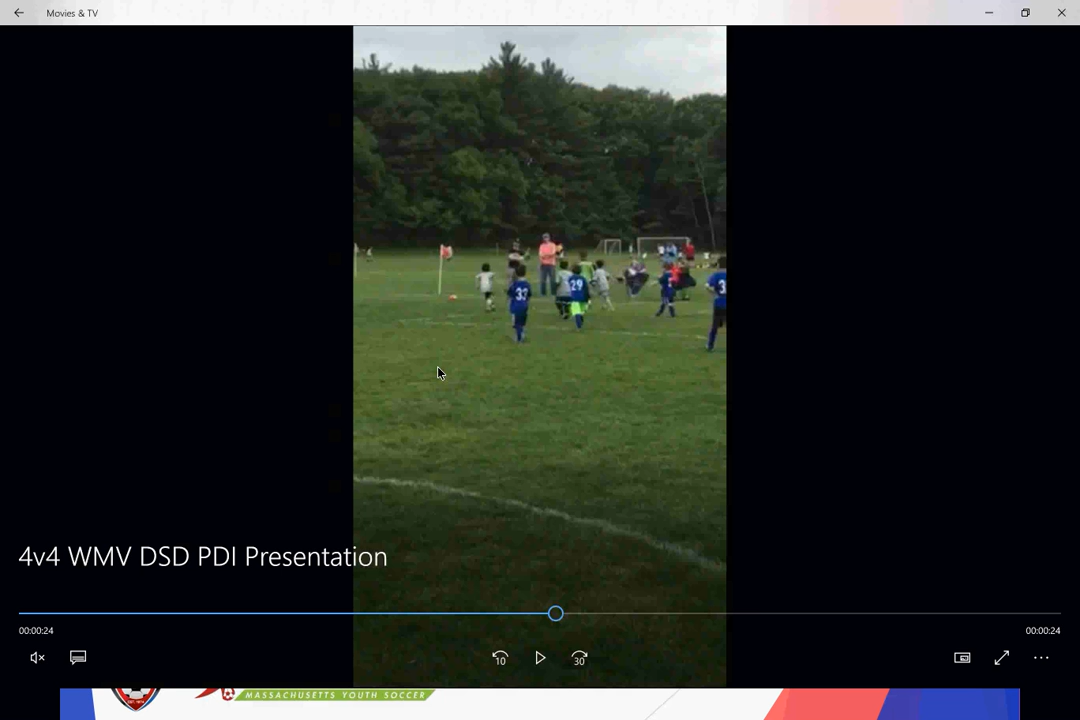 Movies & TV
33
29
3
4v4 WMV DSD PDI Presentation
00:00:24
00:00:24
10
30
MASSACHUSETTS YOUTH SOCCER